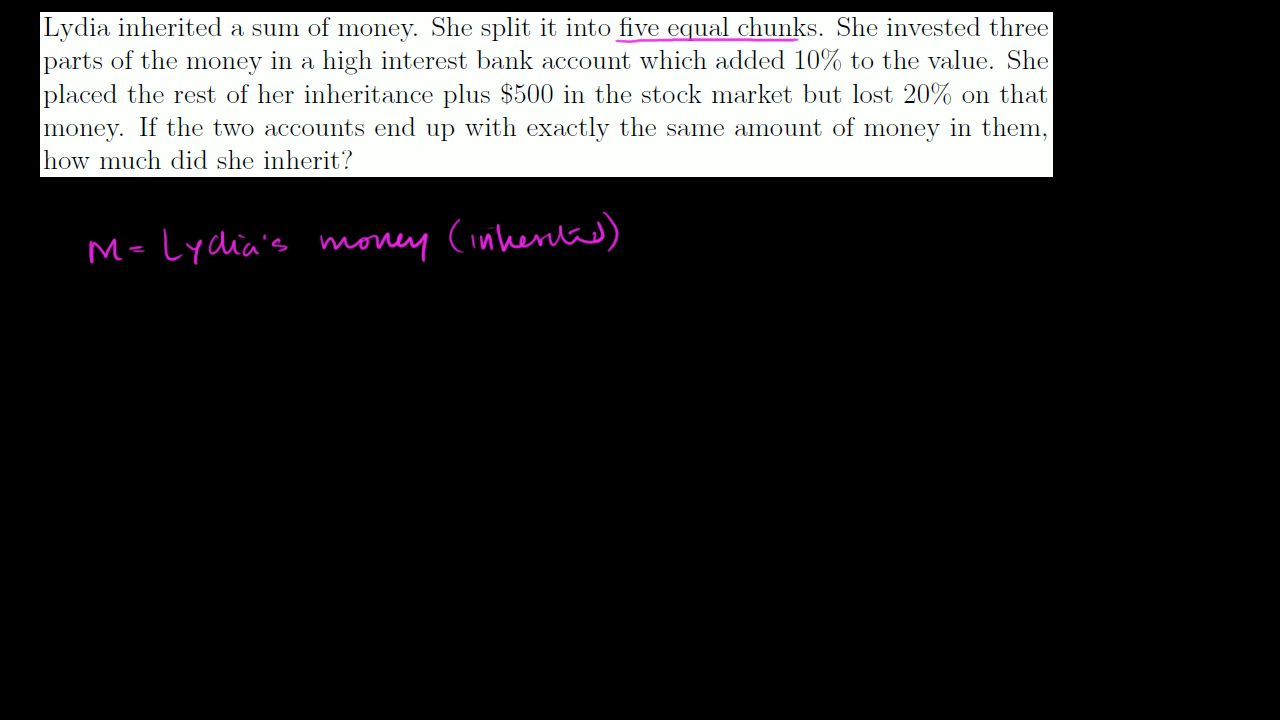 Lydia inherited a sum of money. She split it into five equal chunks. She invested three
parts of the money in a high interest bank account which added 10% to the value. She
placed the rest of her inheritance plus $500 in the stock market but lost 20% on that
money. If the two accounts end up with exactly the same amount of money in them,
how much did she inherit?
M = Lydia's money (inherited)